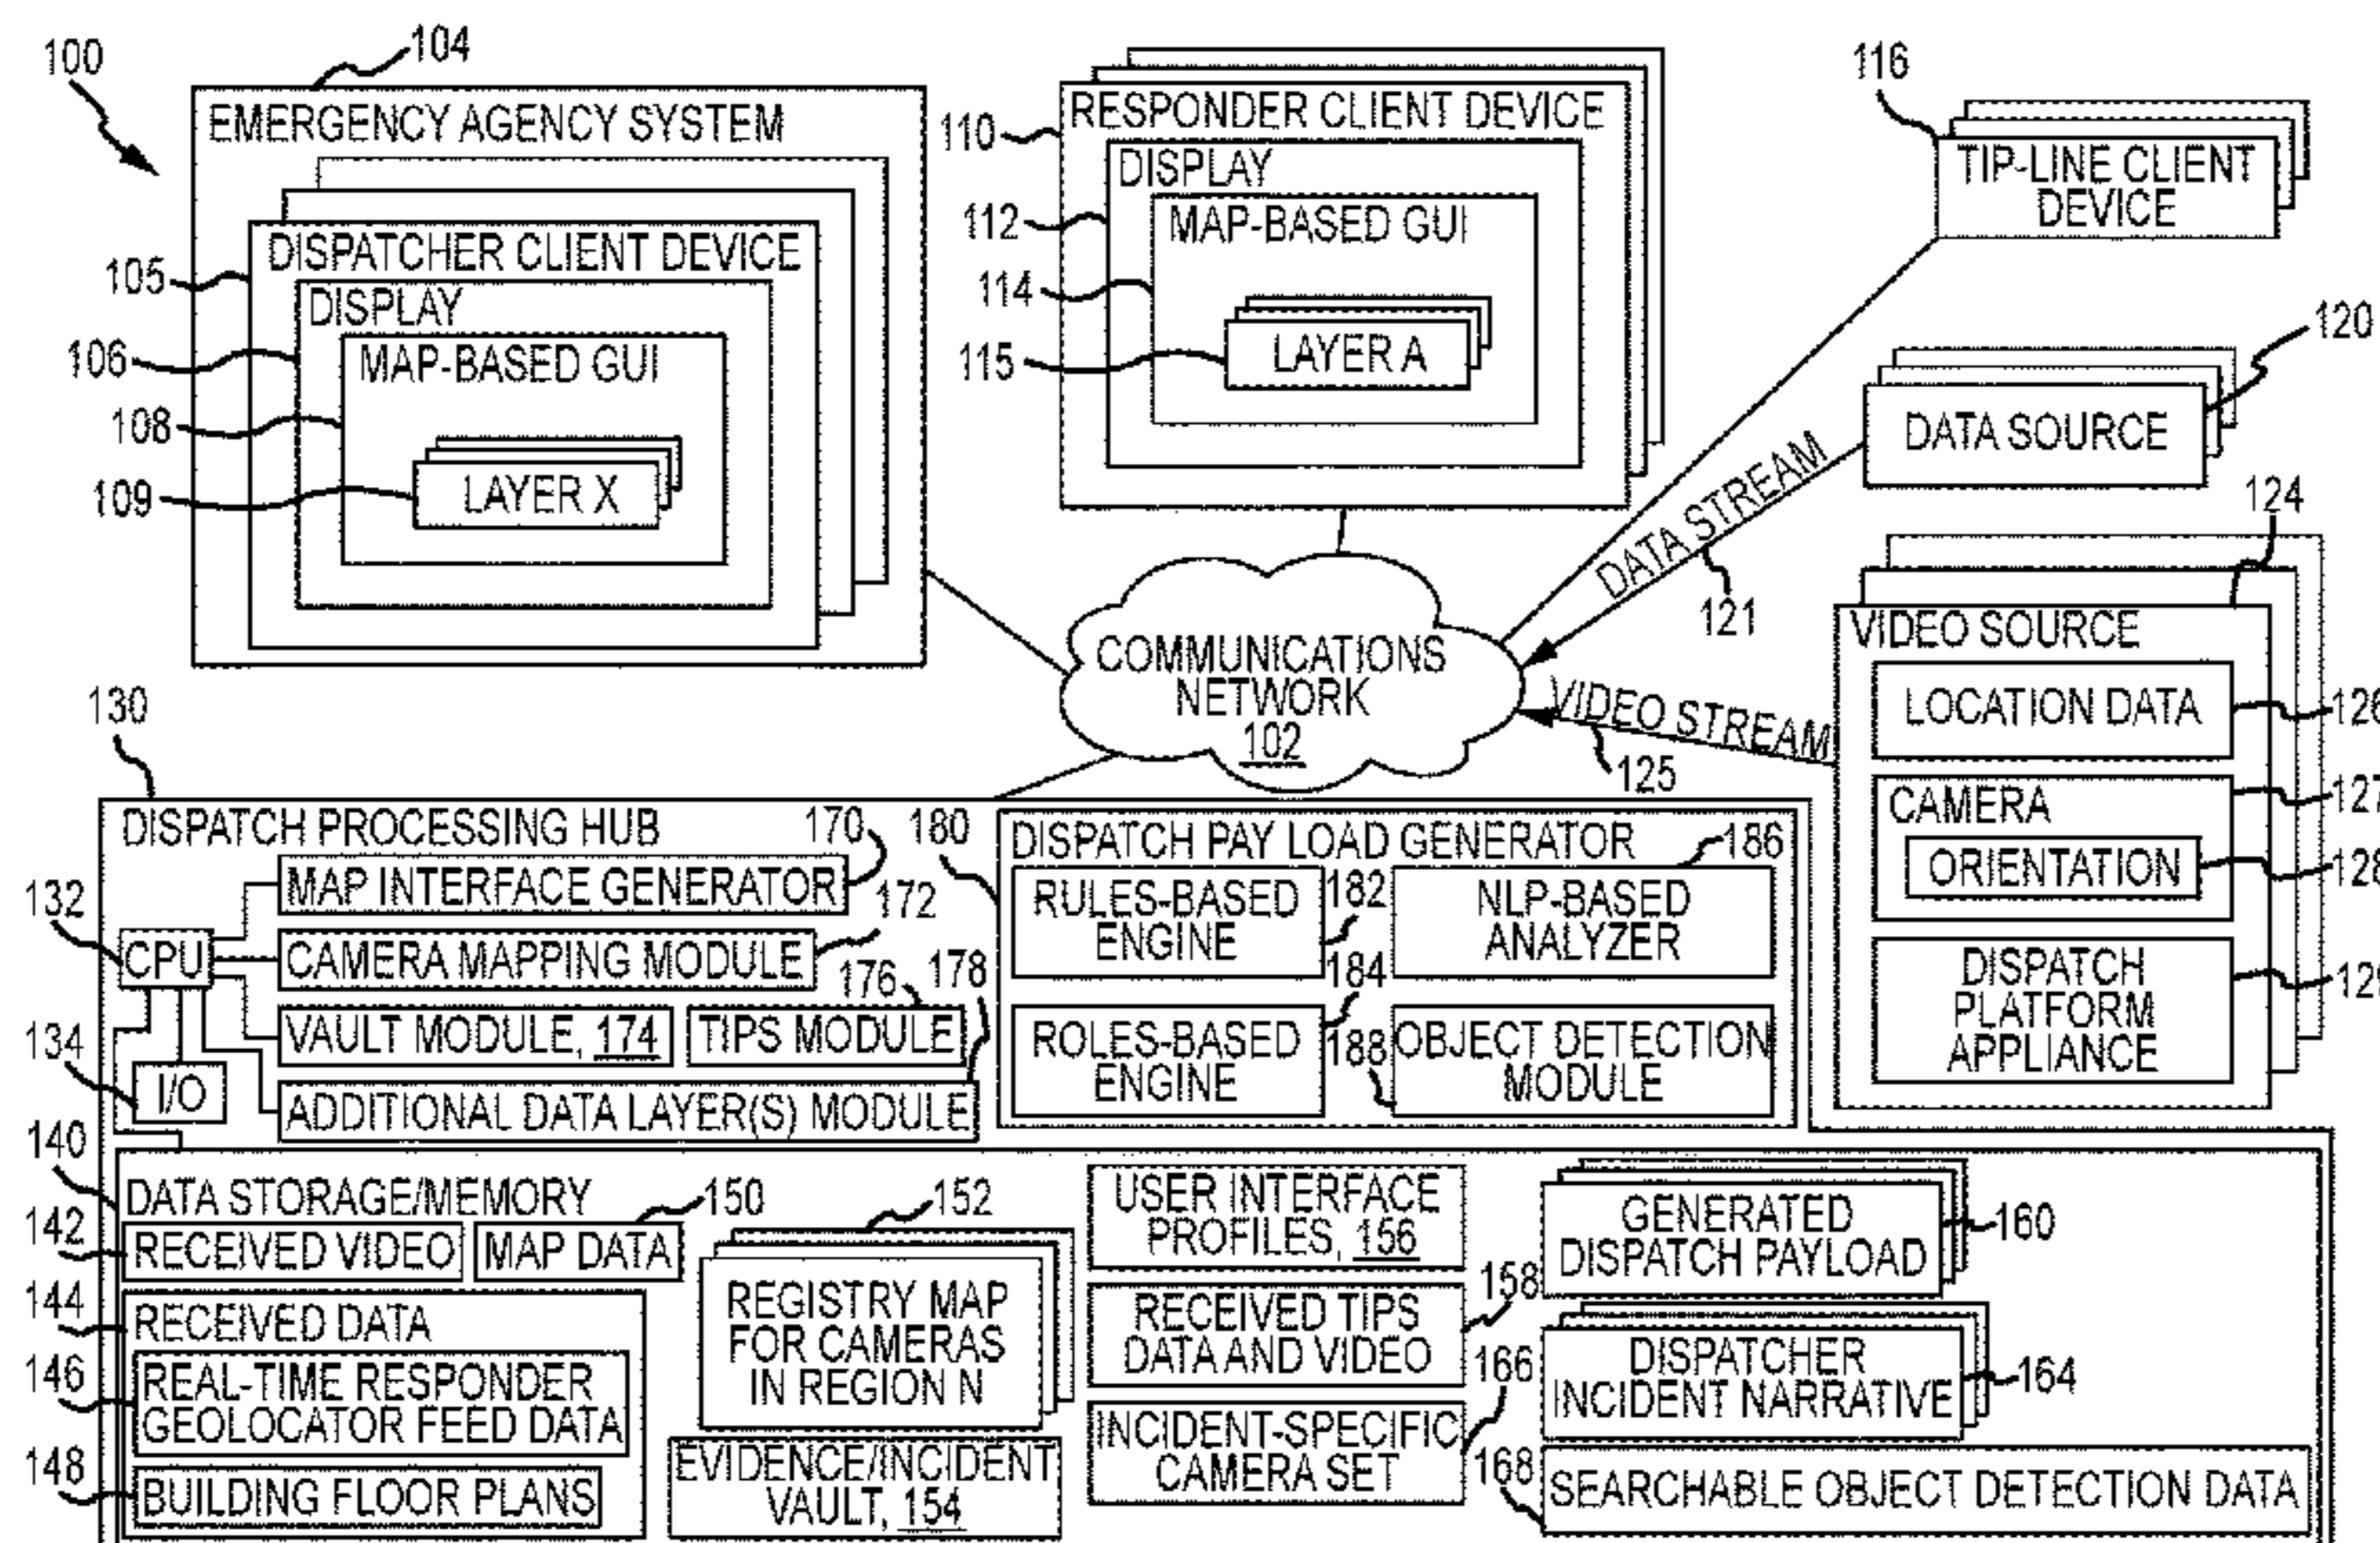 100
104
EMERGENCY AGENCY SYSTEM
105
DISPATCHER CLIENT DEVICE
106
DISPLAY
108
MAP-BASED GUI
109
LAYER X
110
RESPONDER CLIENT DEVICE
112
DISPLAY
114
MAP-BASED GUI
115
LAYER A
116
TIP-LINE CLIENT
DEVICE
120
DATA SOURCE
DATA STREAM
121
124
VIDEO SOURCE
LOCATION DATA
126
CAMERA
127
ORIENTATION
128
DISPATCH
PLATFORM
APPLIANCE
129
VIDEO STREAM
125
COMMUNICATIONS
NETWORK
102
130
DISPATCH PROCESSING HUB
132
CPU
134
I/O
170
MAP INTERFACE GENERATOR
172
CAMERA MAPPING MODULE
VAULT MODULE, 174
176
TIPS MODULE
178
ADDITIONAL DATA LAYER(S) MODULE
180
DISPATCH PAY LOAD GENERATOR
RULES-BASED
ENGINE
182
186
NLP-BASED
ANALYZER
ROLES-BASED
ENGINE
184
188
OBJECT DETECTION
MODULE
140
DATA STORAGE/MEMORY
142
RECEIVED VIDEO
150
MAP DATA
144
RECEIVED DATA
146
REAL-TIME RESPONDER
GEOLOCATOR FEED DATA
148
BUILDING FLOOR PLANS
152
REGISTRY MAP
FOR CAMERAS
IN REGION N
EVIDENCE/INCIDENT
VAULT, 154
USER INTERFACE
PROFILES, 156
158
RECEIVED TIPS
DATA AND VIDEO
166
INCIDENT-SPECIFIC
CAMERA SET
GENERATED
DISPATCH PAYLOAD
160
DISPATCHER
INCIDENT NARRATIVE
164
168
SEARCHABLE OBJECT DETECTION DATA